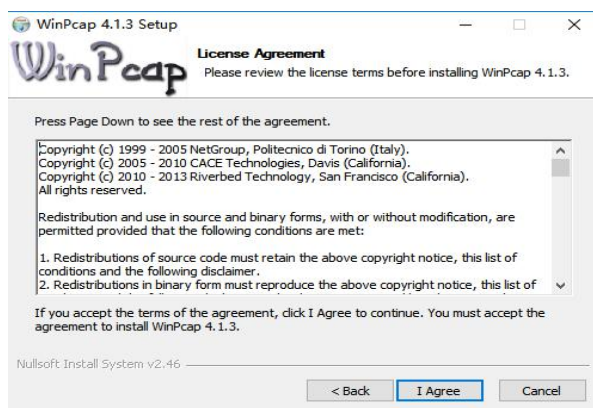 WinPcap 4.1.3 Setup
WinPcap
License Agreement
Please review the license terms before installing WinPcap 4.1.3.
Press Page Down to see the rest of the agreement.
Copyright (c) 1999 - 2005 NetGroup, Politecnico di Torino (Italy).
Copyright (c) 2005 - 2010 CACE Technologies, Davis (California).
Copyright (c) 2010 - 2013 Riverbed Technology, San Francisco (California).
All rights reserved.
Redistribution and use in source and binary forms, with or without modification, are
permitted provided that the following conditions are met:
1. Redistributions of source code must retain the above copyright notice, this list of
conditions and the following disclaimer.
2. Redistributions in binary form must reproduce the above copyright notice, this list of
If you accept the terms of the agreement, click I Agree to continue. You must accept the
agreement to install WinPcap 4.1.3.
Nullsoft Install System v2.46
< Back
I Agree
Cancel